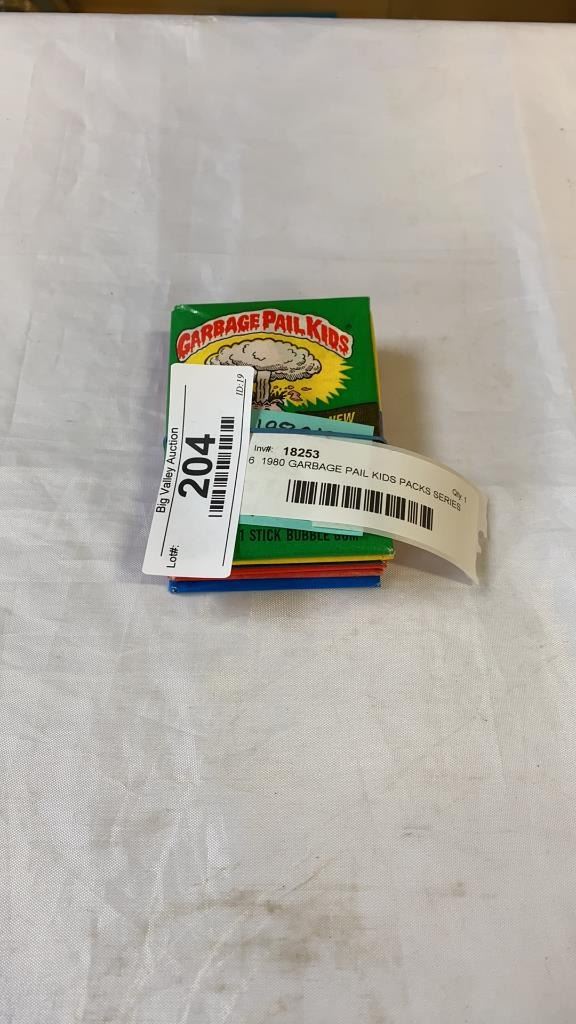 GARBAGE PAIL KIDS
NEW
Big Valley Auction
ID:19
204
Lot#:
Inv#: 18253
Qty 1
6 1980 GARBAGE PAIL KIDS PACKS SERIES
1 STICK BUBBLE GUM